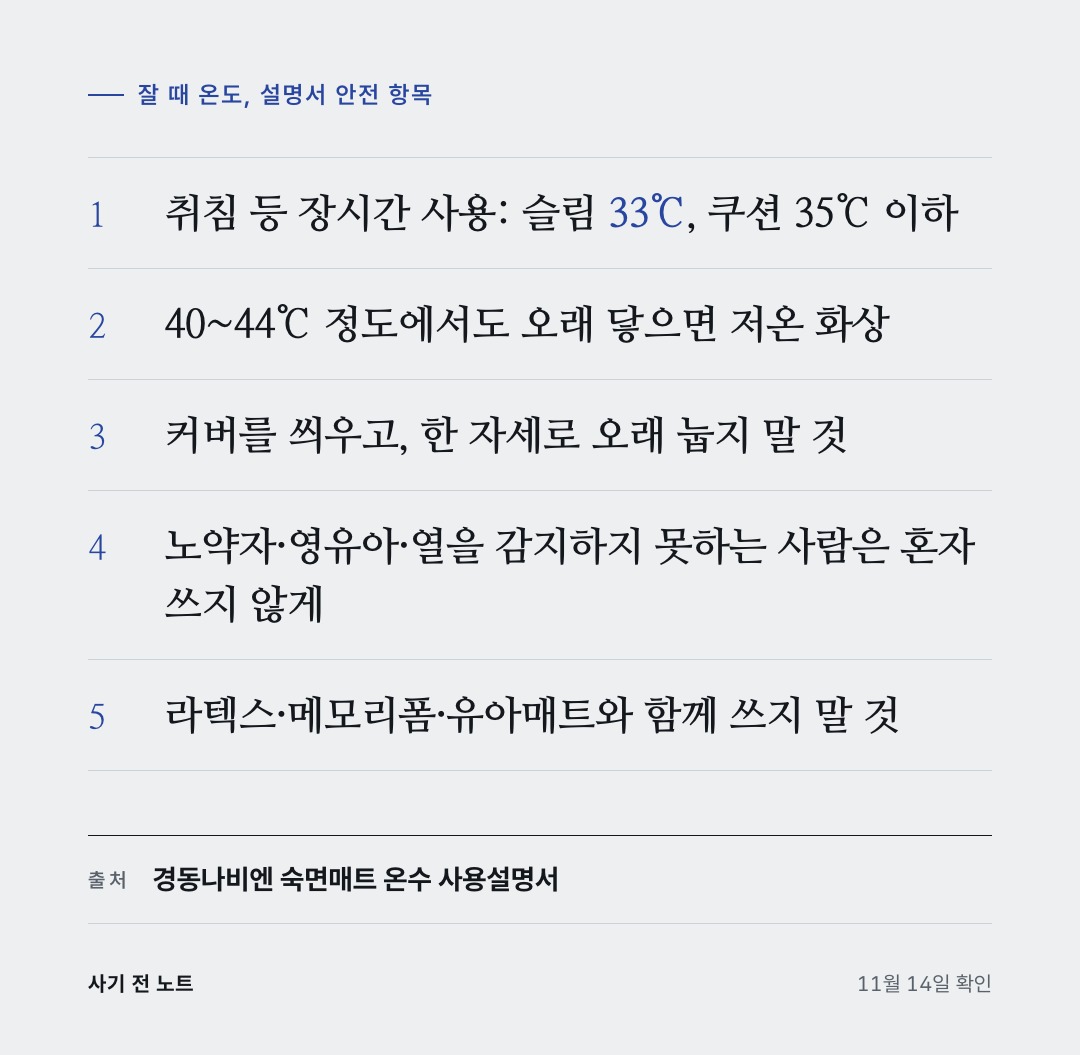 잘 때 온도, 설명서 안전 항목
1 취침 등 장시간 사용: 슬림 33℃, 쿠션 35℃ 이하
2 40~44℃ 정도에서도 오래 닿으면 저온 화상
3 커버를 씌우고, 한 자세로 오래 눕지 말 것
4 노약자·영유아·열을 감지하지 못하는 사람은 혼자
쓰지 않게
5 라텍스·메모리폼·유아매트와 함께 쓰지 말 것
출처 경동나비엔 숙면매트 온수 사용설명서
사기 전 노트 11월 14일 확인